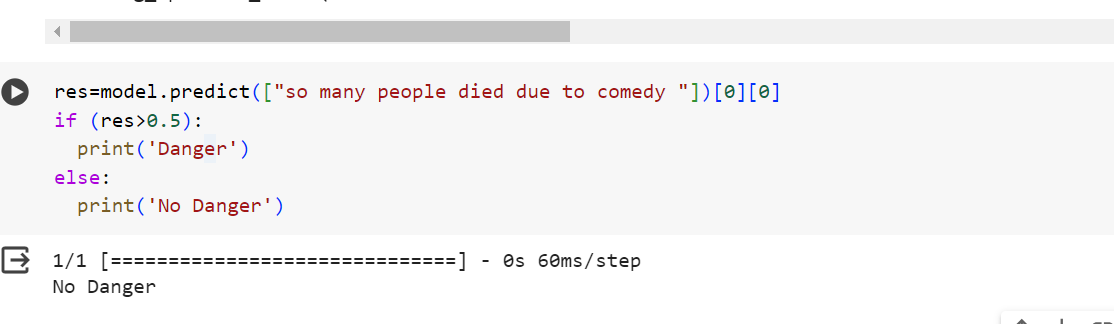 res=model.predict(["so many people died due to comedy "])[0][0]
if (res>0.5):
  print('Danger')
else:
  print('No Danger')
1/1 [==============================] - 0s 60ms/step
No Danger